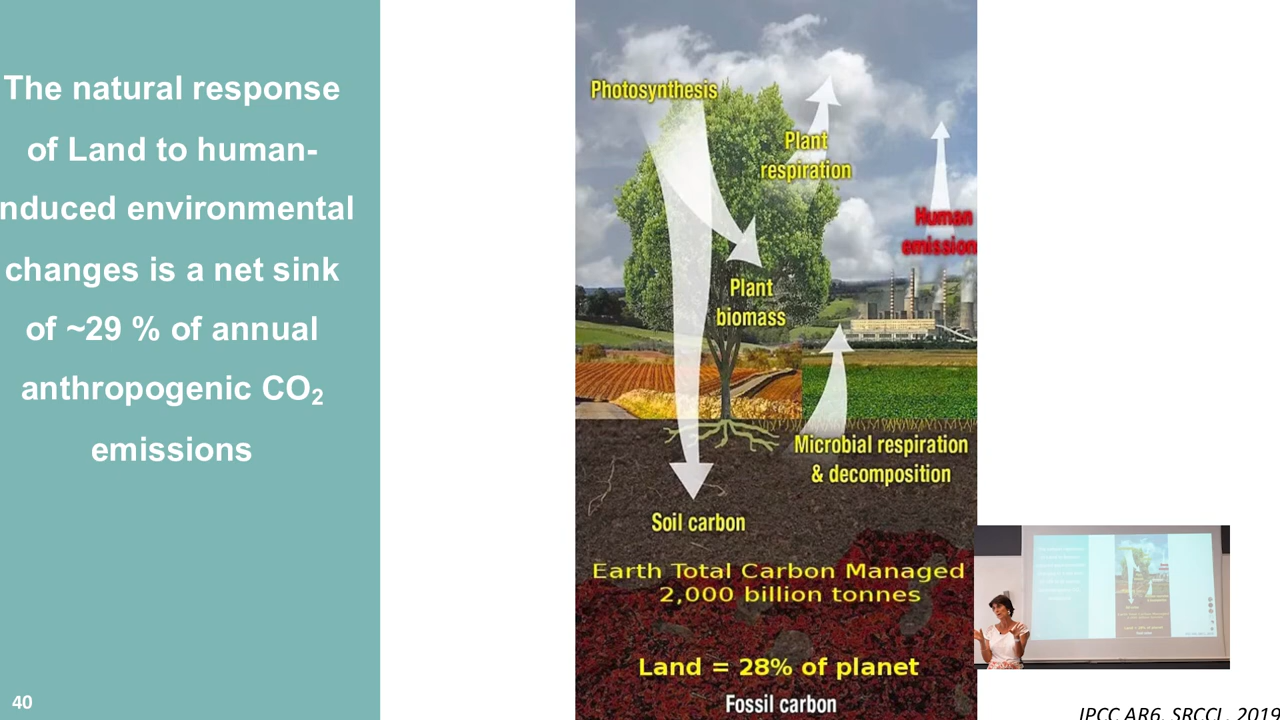 The natural response
of Land to human-
nduced environmental
changes is a net sink
of ~29 % of annual
anthropogenic CO₂
emissions
40
Photosynthesis
Plant
respiration
Human
emission
Plant
biomass
Microbial respiration
& decomposition
Soil carbon
Earth Total Carbon Managed
2,000 billion tonnes
Land = 28% of planet
Fossil carbon
IPCC AR6, SRCCL, 2019